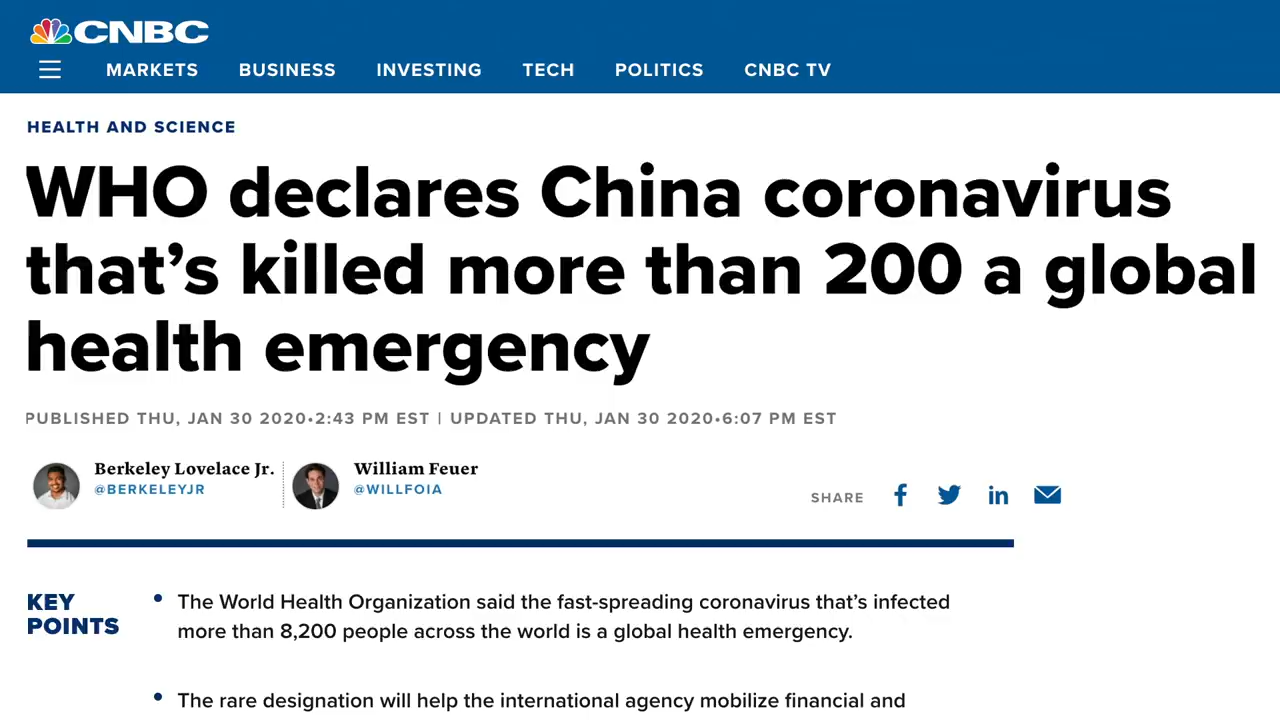 CNBC
MARKETS BUSINESS INVESTING TECH POLITICS CNBC TV
HEALTH AND SCIENCE
WHO declares China coronavirus
that’s killed more than 200 a global
health emergency
PUBLISHED THU, JAN 30 2020•2:43 PM EST | UPDATED THU, JAN 30 2020•6:07 PM EST
Berkeley Lovelace Jr.
@BERKELEYJR
William Feuer
@WILLFOIA
SHARE
KEY
POINTS
• The World Health Organization said the fast-spreading coronavirus that’s infected
more than 8,200 people across the world is a global health emergency.
• The rare designation will help the international agency mobilize financial and